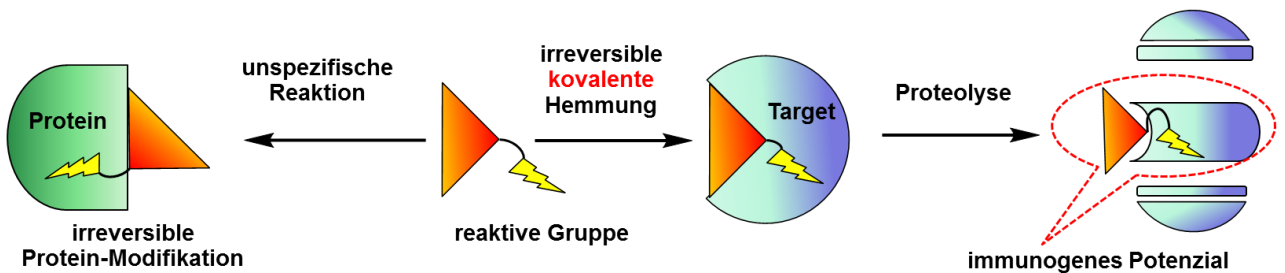 Protein
irreversible
Protein-Modifikation
unspezifische
Reaktion
reaktive Gruppe
irreversible
kovalente
Hemmung
Target
Proteolyse
immunogenes Potenzial